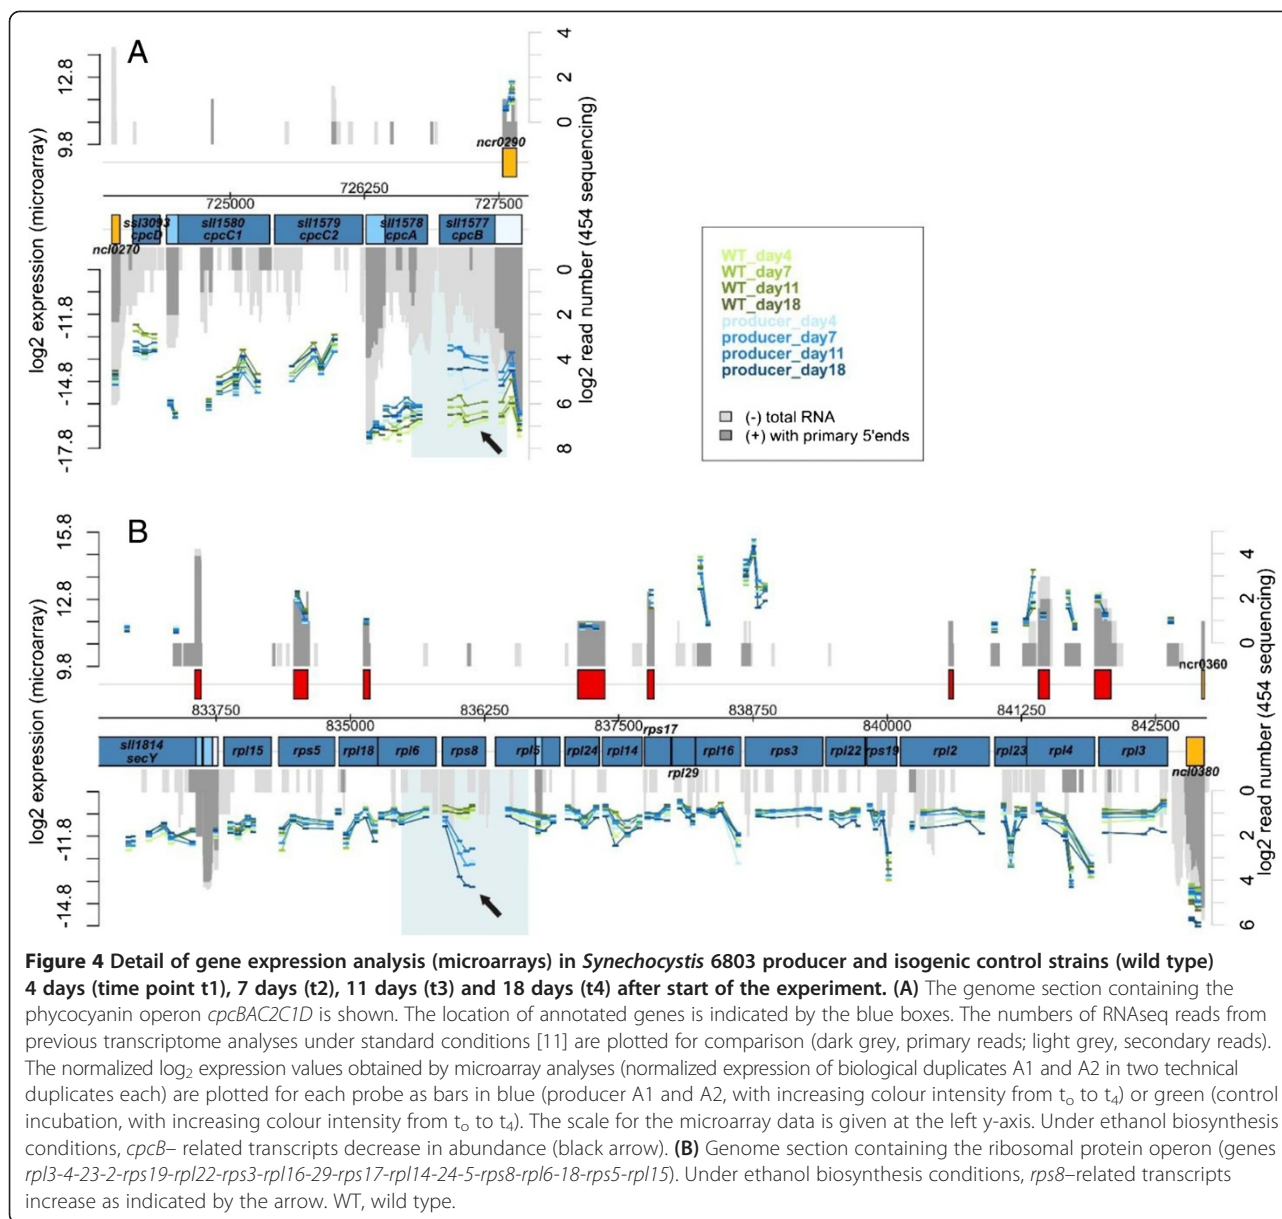 A
log2 expression (microarray)
12.8
9.8
4
2
0
log2 read number (454 sequencing)
ncr0290
725000
726250
727500
ssl3093
cpcD
sll1580
cpcC1
sll1579
cpcC2
sll1578
cpcA
sll1577
cpcB
ncl0270
-11.8
-14.8
-17.8
0
2
4
6
8
WT_day4
WT_day7
WT_day11
WT_day18
producer_day4
producer_day7
producer_day11
producer_day18
(-) total RNA
(+) with primary 5'ends
B
log2 expression (microarray)
15.8
12.8
9.8
4
2
0
log2 read number (454 sequencing)
ncr0360
833750
835000
836250
837500
838750
840000
841250
842500
rps17
sll1814
secY
rpl15
rps5
rpl18
rpl6
rps8
rpl5
rpl24
rpl14
rpl16
rps3
rpl22
rps19
rpl2
rpl23
rpl4
rpl3
rpl29
ncl0380
-11.8
-14.8
0
2
4
6
Figure 4 Detail of gene expression analysis (microarrays) in Synechocystis 6803 producer and isogenic control strains (wild type)
4 days (time point t1), 7 days (t2), 11 days (t3) and 18 days (t4) after start of the experiment. (A) The genome section containing the
phycocyanin operon cpcBAC2C1D is shown. The location of annotated genes is indicated by the blue boxes. The numbers of RNAseq reads from
previous transcriptome analyses under standard conditions [11] are plotted for comparison (dark grey, primary reads; light grey, secondary reads).
The normalized log2 expression values obtained by microarray analyses (normalized expression of biological duplicates A1 and A2 in two technical
duplicates each) are plotted for each probe as bars in blue (producer A1 and A2, with increasing colour intensity from to to t4) or green (control
incubation, with increasing colour intensity from to to t4). The scale for the microarray data is given at the left y-axis. Under ethanol biosynthesis
conditions, cpcB– related transcripts decrease in abundance (black arrow). (B) Genome section containing the ribosomal protein operon (genes
rpl3-4-23-2-rps19-rpl22-rps3-rpl16-29-rps17-rpl14-24-5-rps8-rpl6-18-rps5-rpl15). Under ethanol biosynthesis conditions, rps8–related transcripts
increase as indicated by the arrow. WT, wild type.